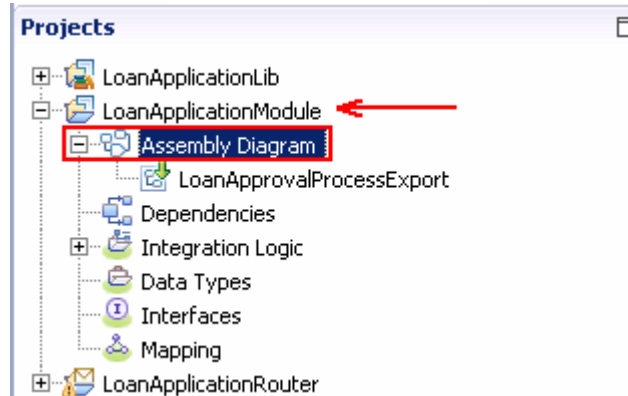 Projects
LoanApplicationLib
LoanApplicationModule
Assembly Diagram
LoanApprovalProcessExport
Dependencies
Integration Logic
Data Types
Interfaces
Mapping
LoanApplicationRouter